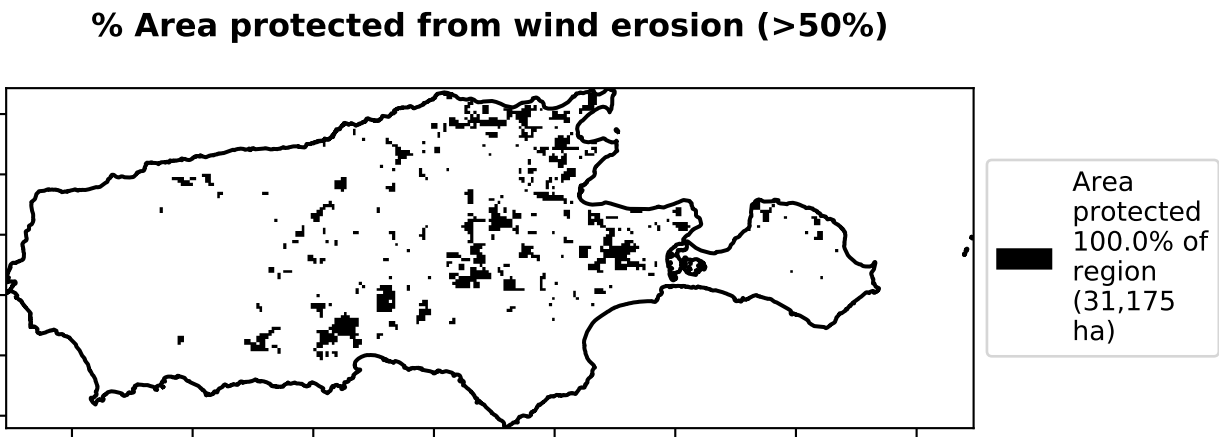 % Area protected from wind erosion (>50%)
Area
protected
100.0% of
region
(31,175
ha)